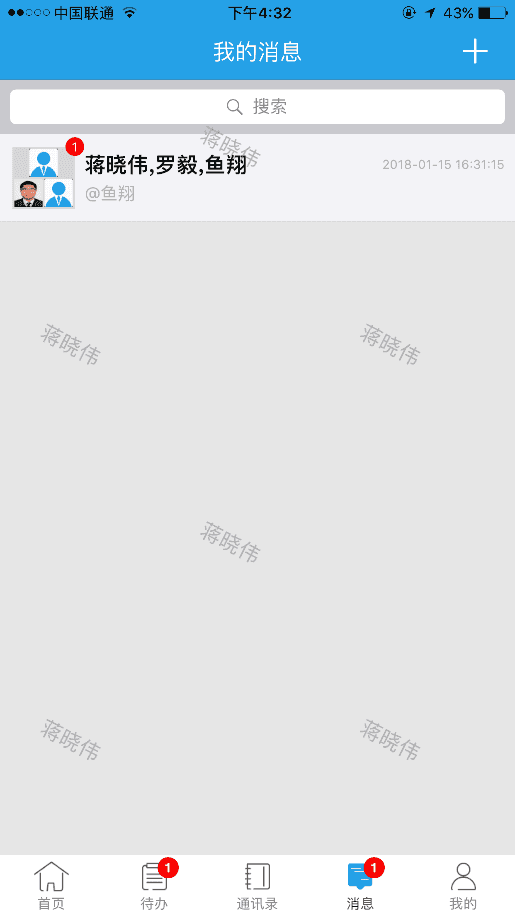 中国联通 下午4:32 43%
我的消息
搜索
蒋晓伟
1
蒋晓伟,罗毅,鱼翔 2018-01-15 16:31:15
@鱼翔
蒋晓伟 蒋晓伟
蒋晓伟
蒋晓伟 蒋晓伟
1 1
首页 待办 通讯录 消息 我的